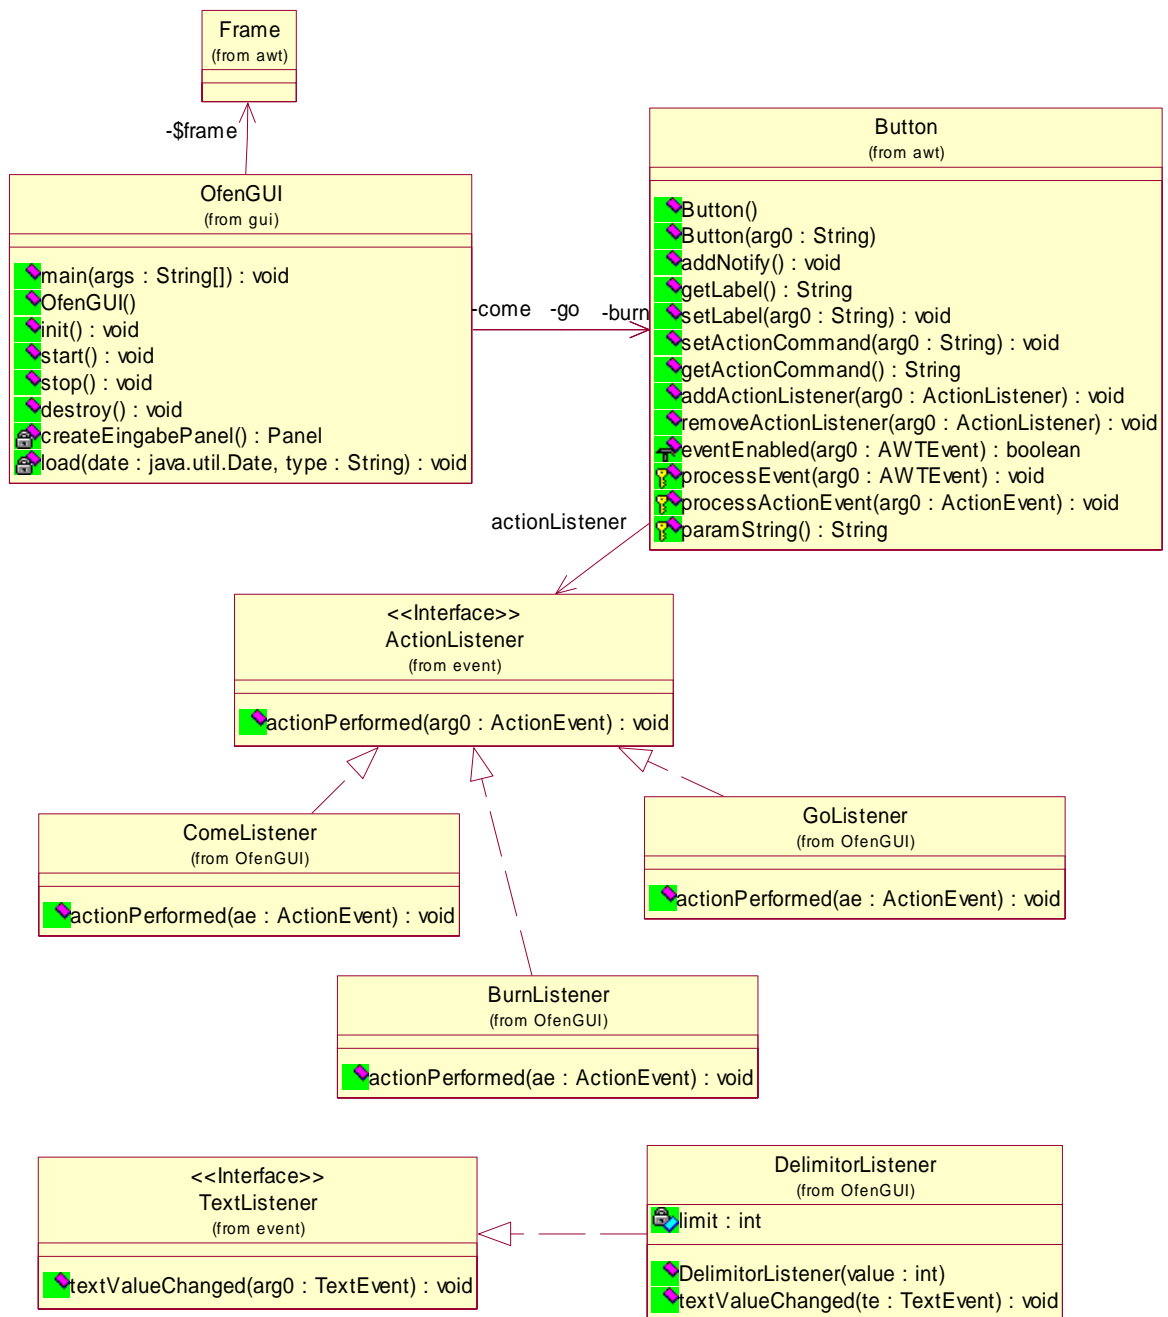 Frame
(from awt)
-$frame
OfenGUI
(from gui)
main(args : String[]) : void
OfenGUI()
init() : void
start() : void
stop() : void
destroy() : void
createEingabePanel() : Panel
load(date : java.util.Date, type : String) : void
-come -go -burn
Button
(from awt)
Button()
Button(arg0 : String)
addNotify() : void
getLabel() : String
setLabel(arg0 : String) : void
setActionCommand(arg0 : String) : void
getActionCommand() : String
addActionListener(arg0 : ActionListener) : void
removeActionListener(arg0 : ActionListener) : void
eventEnabled(arg0 : AWTEvent) : boolean
processEvent(arg0 : AWTEvent) : void
processActionEvent(arg0 : ActionEvent) : void
paramString() : String
actionListener
<<Interface>>
ActionListener
(from event)
actionPerformed(arg0 : ActionEvent) : void
ComeListener
(from OfenGUI)
actionPerformed(ae : ActionEvent) : void
GoListener
(from OfenGUI)
actionPerformed(ae : ActionEvent) : void
BurnListener
(from OfenGUI)
actionPerformed(ae : ActionEvent) : void
<<Interface>>
TextListener
(from event)
textValueChanged(arg0 : TextEvent) : void
DelimitorListener
(from OfenGUI)
limit : int
DelimitorListener(value : int)
textValueChanged(te : TextEvent) : void